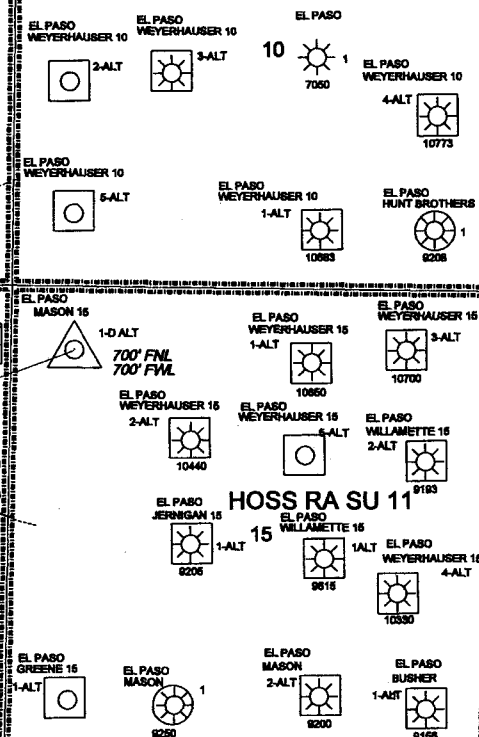 EL PASO
WEYERHAUSER 10
2-ALT
EL PASO
WEYERHAUSER 10
3-ALT
10
EL PASO
1
7050
EL PASO
WEYERHAUSER 10
4-ALT
10773
EL PASO
WEYERHAUSER 10
5-ALT
EL PASO
WEYERHAUSER 10
1-ALT
10683
EL PASO
HUNT BROTHERS
1
9208
EL PASO
MASON 15
1-D ALT
700' FNL
700' FWL
EL PASO
WEYERHAUSER 15
1-ALT
10650
EL PASO
WEYERHAUSER 15
3-ALT
10700
EL PASO
WEYERHAUSER 15
2-ALT
10440
EL PASO
WEYERHAUSER 15
5-ALT
EL PASO
WILLAMETTE 15
2-ALT
9193
HOSS RA SU 11
EL PASO
JERNIGAN 15
1-ALT
9205
15
EL PASO
WILLAMETTE 15
1ALT
9615
EL PASO
WEYERHAUSER 15
4-ALT
10330
EL PASO
GREENE 15
1-ALT
EL PASO
MASON
1
9250
EL PASO
MASON
2-ALT
9200
EL PASO
BUSHER
1-ALT